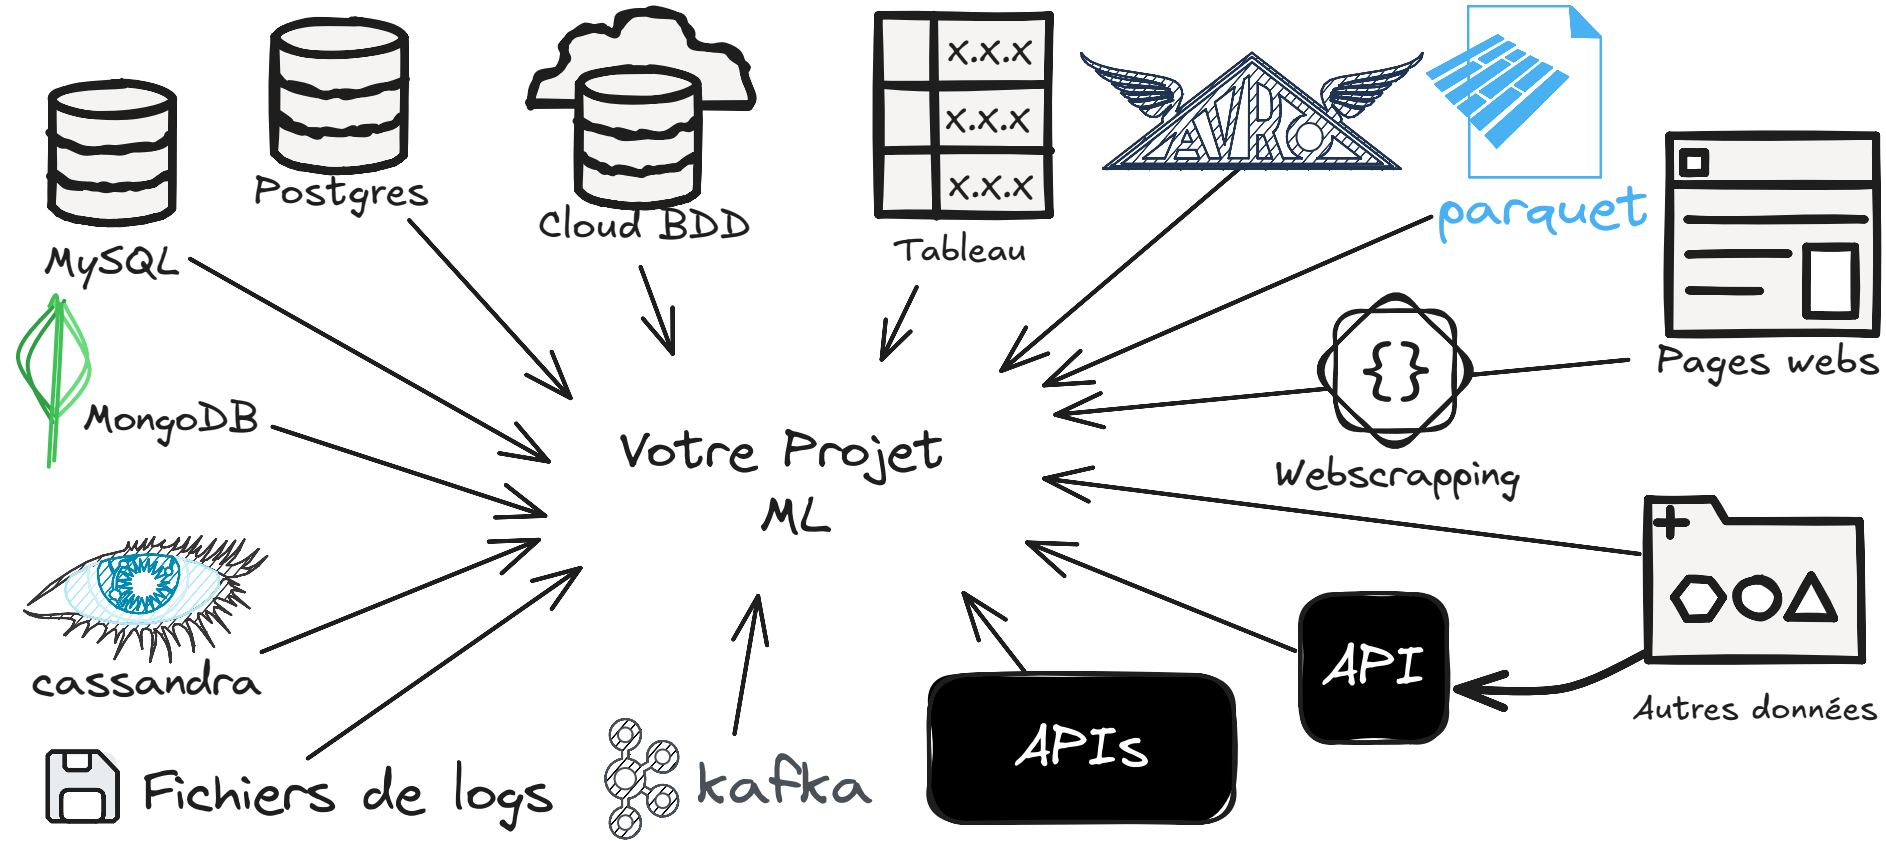 Postgres
MySQL
Cloud BDD
x.x.x
x.x.x
x.x.x
Tableau
AVRO
parquet
Pages webs
{}
Webscrapping
MongoDB
Votre Projet
ML
cassandra
Fichiers de logs
kafka
APIs
API
Autres données